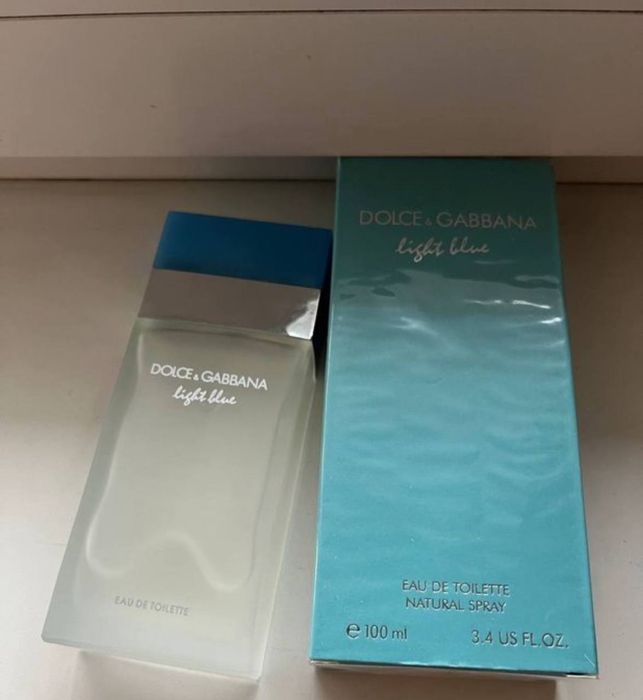 DOLCE & GABBANA
light blue
EAU DE TOILETTE
DOLCE & GABBANA
light blue
EAU DE TOILETTE
NATURAL SPRAY
℮ 100 ml 3.4 US FL.OZ.